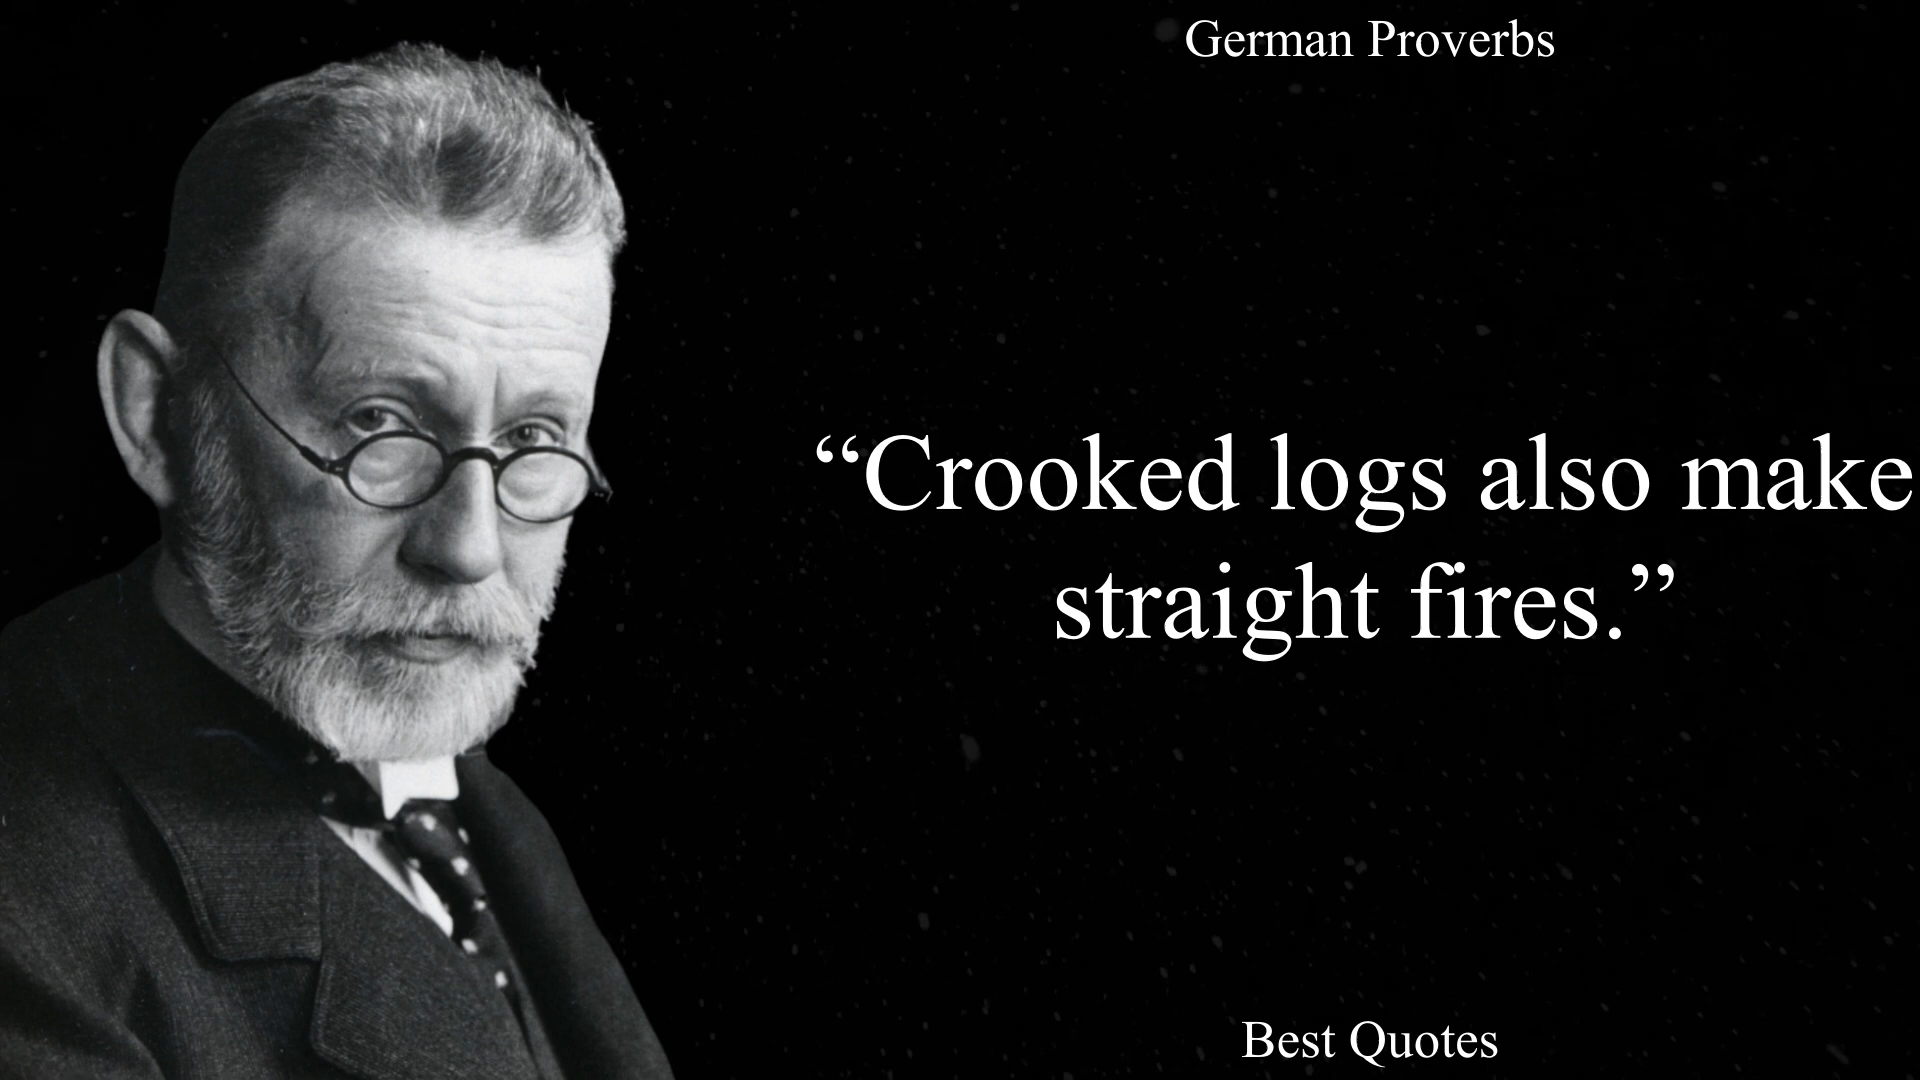 German Proverbs
“Crooked logs also make
straight fires.”
Best Quotes